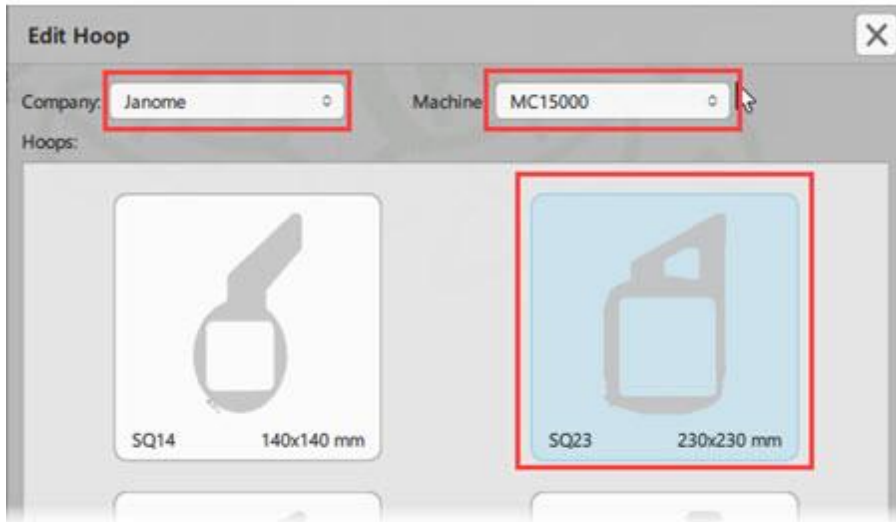 Edit Hoop
Company: Janome Machine MC15000
Hoops:
SQ14 140x140 mm SQ23 230x230 mm